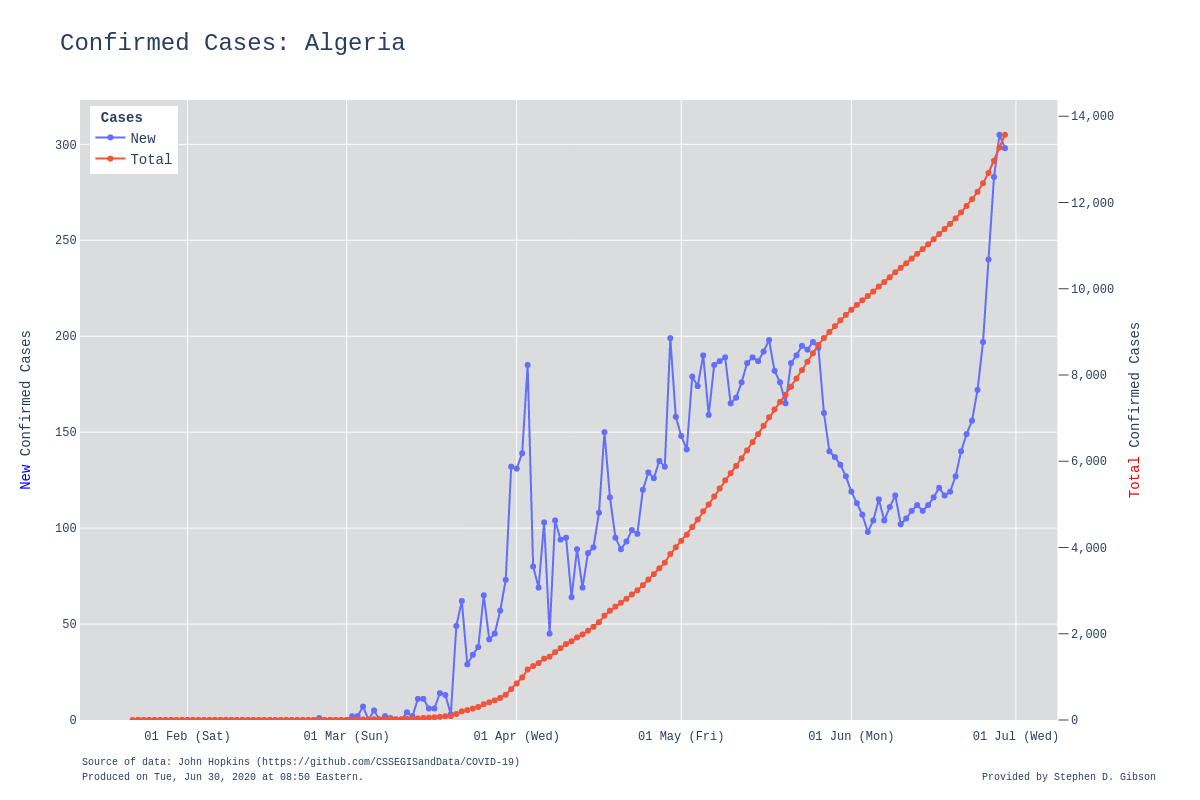 Confirmed Cases: Algeria
Cases
New
Total
300
250
200
150
100
50
0
New Confirmed Cases
14,000
12,000
10,000
8,000
6,000
4,000
2,000
0
Total Confirmed Cases
01 Feb (Sat)
01 Mar (Sun)
01 Apr (Wed)
01 May (Fri)
01 Jun (Mon)
01 Jul (Wed)
Source of data: John Hopkins (https://github.com/CSSEGISandData/COVID-19)
Produced on Tue, Jun 30, 2020 at 08:50 Eastern.
Provided by Stephen D. Gibson